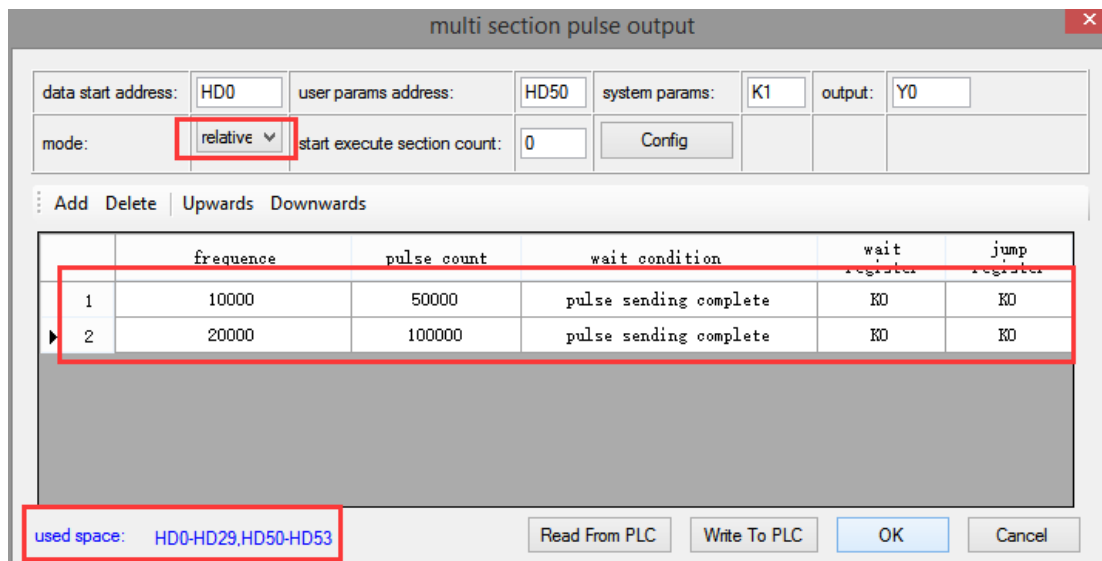 multi section pulse output
data start address: HD0 user params address: HD50 system params: K1 output: Y0
mode: relative start execute section count: 0 Config
Add Delete Upwards Downwards
frequence pulse count wait condition wait register jump register
1 10000 50000 pulse sending complete K0 K0
2 20000 100000 pulse sending complete K0 K0
used space: HD0-HD29,HD50-HD53 Read From PLC Write To PLC OK Cancel